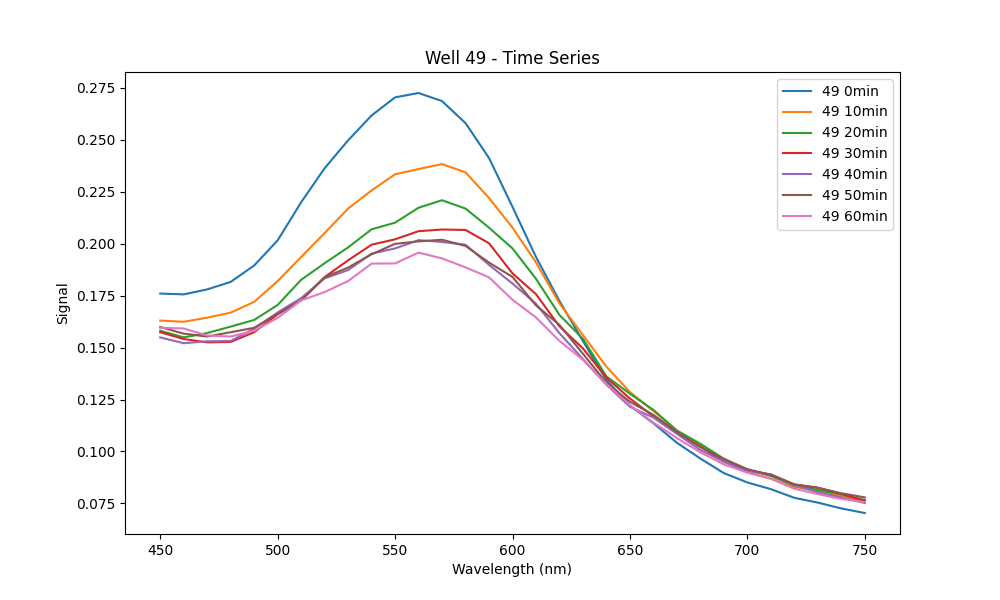 Well 49 - Time Series
0.275
0.250
0.225
0.200
0.175
0.150
0.125
0.100
0.075
Signal
450
500
550
600
650
700
750
Wavelength (nm)
49 0min
49 10min
49 20min
49 30min
49 40min
49 50min
49 60min